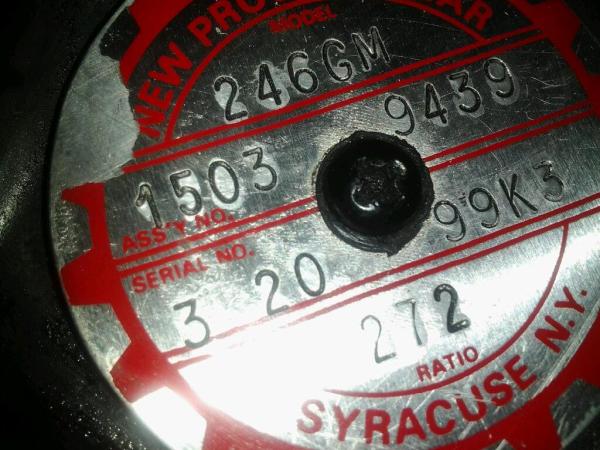 NEW PRO
MODEL
246GM
1503 9439
ASS'Y NO.
SERIAL NO.
3 20 99K3
272
RATIO
SYRACUSE N.Y.